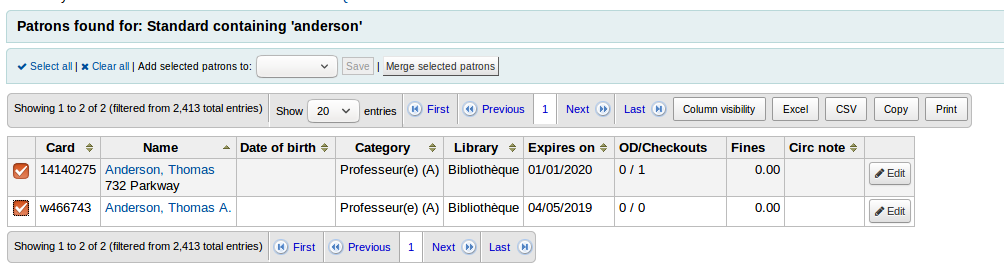 Patrons found for: Standard containing 'anderson'
Select all | Clear all | Add selected patrons to: Save | Merge selected patrons
Showing 1 to 2 of 2 (filtered from 2,413 total entries) Show 20 entries First Previous 1 Next Last Column visibility Excel CSV Copy Print
Card Name Date of birth Category Library Expires on OD/Checkouts Fines Circ note
14140275 Anderson, Thomas Professeur(e) (A) Bibliothèque 01/01/2020 0 / 1 0.00 Edit
732 Parkway
w466743 Anderson, Thomas A. Professeur(e) (A) Bibliothèque 04/05/2019 0 / 0 0.00 Edit
Showing 1 to 2 of 2 (filtered from 2,413 total entries) First Previous 1 Next Last